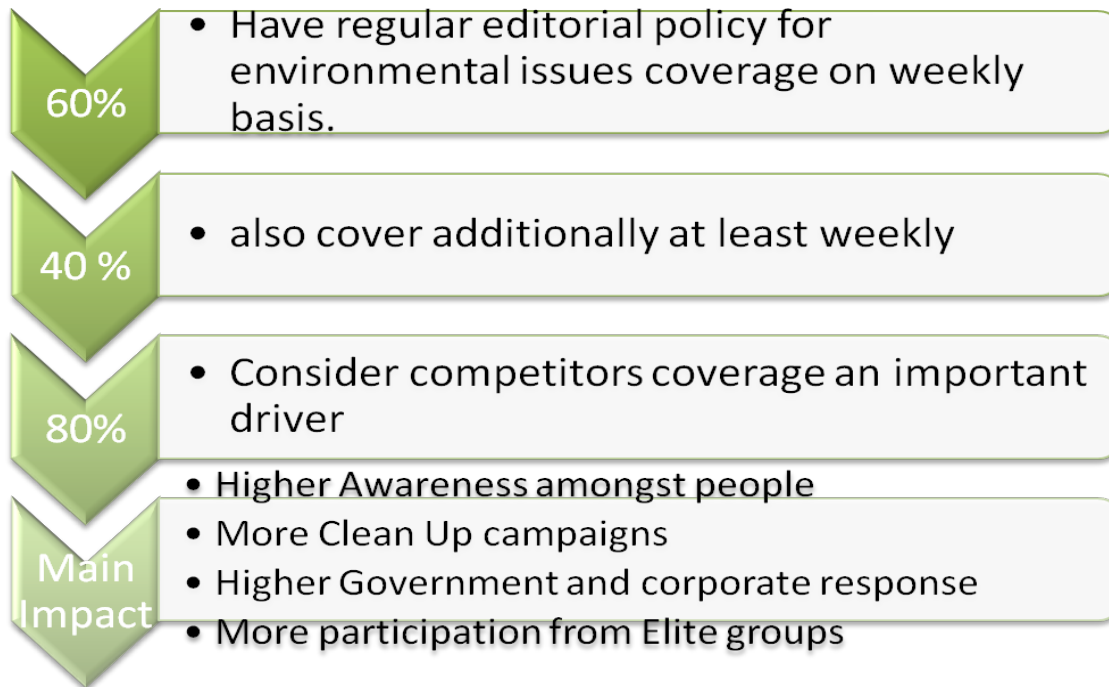 • Have regular editorial policy for
environmental issues coverage on weekly
basis.
60%
• also cover additionally at least weekly
40 %
• Consider competitors coverage an important
driver
80%
• Higher Awareness amongst people
• More Clean Up campaigns
• Higher Government and corporate response
• More participation from Elite groups
Main
Impact